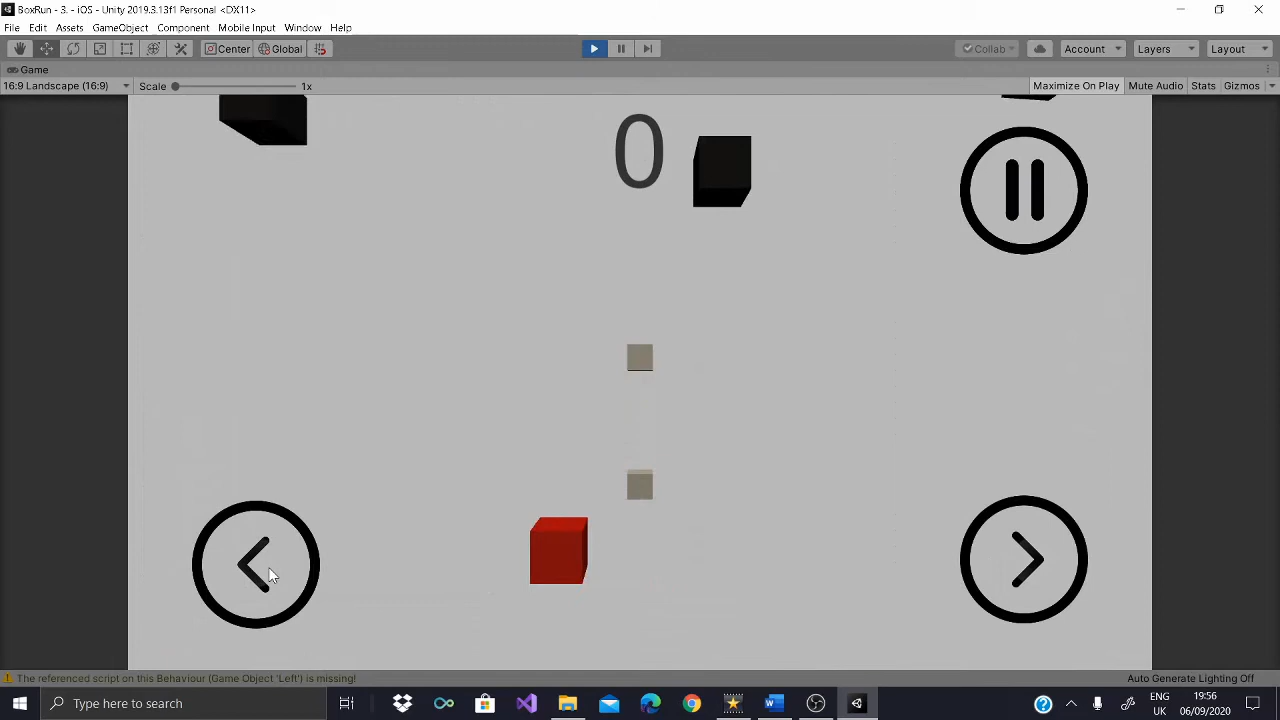 BoxRun - 3. - iOS - Unity 2019.3.13f1 Personal <DX11>
File Edit Assets GameObject Component Mobile Input Window Help
Center Global Collab Account Layers Layout
Game
16:9 Landscape (16:9) Scale 1x Maximize On Play Mute Audio Stats Gizmos
0
The referenced script on this Behaviour (Game Object 'Left') is missing! Auto Generate Lighting Off
Type here to search
ENG 19:56
UK 06/09/2020